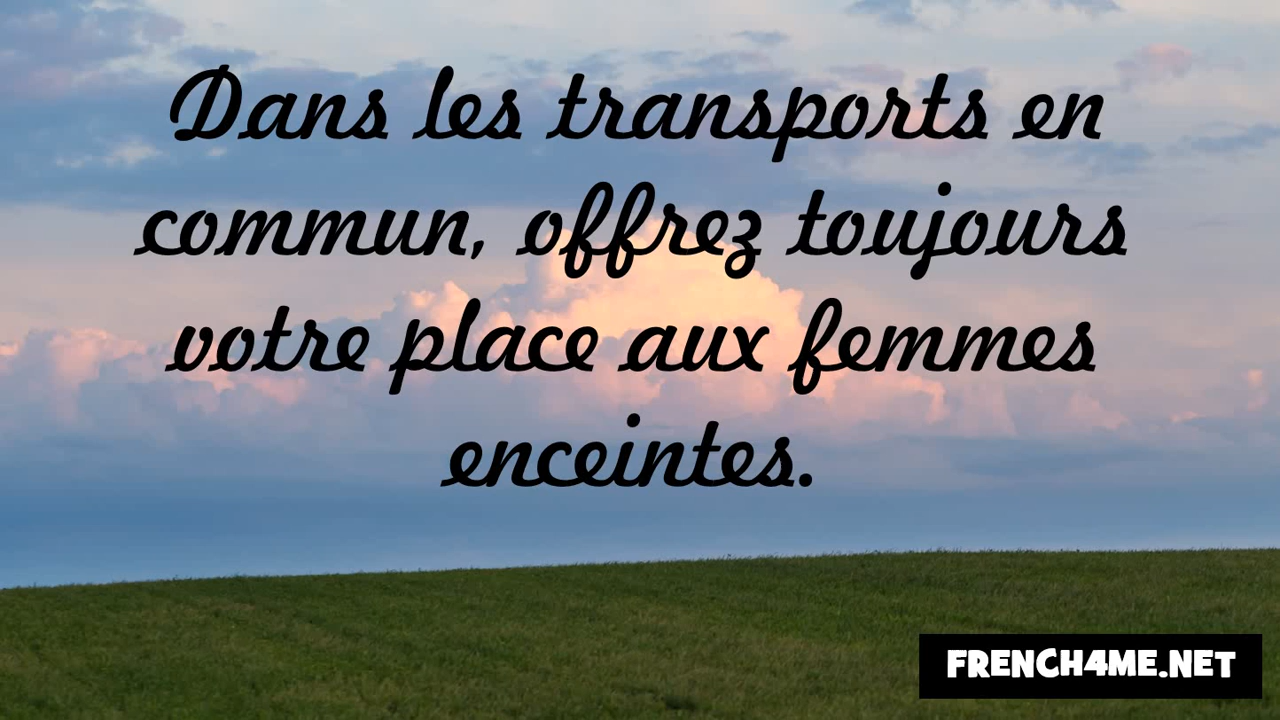 Dans les transports en
commun, offrez toujours
votre place aux femmes
enceintes.
FRENCH4ME.NET